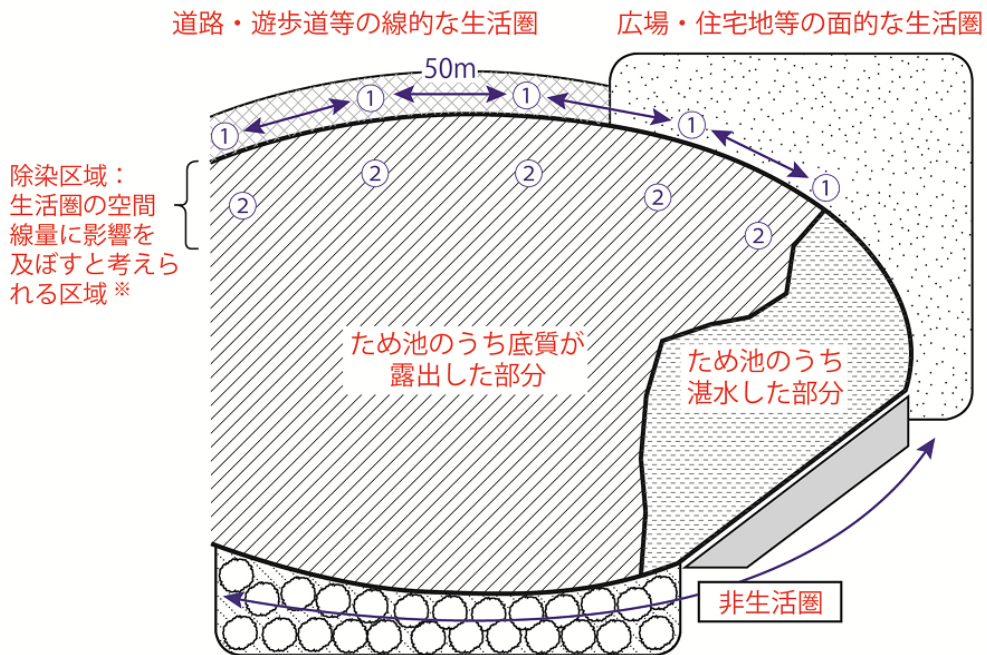 道路・遊歩道等の線的な生活圏
広場・住宅地等の面的な生活圏
50m
①
①
①
①
①
除染区域：
生活圏の空間
線量に影響を
及ぼすと考えら
れる区域※
②
②
②
②
②
ため池のうち底質が
露出した部分
ため池のうち
湛水した部分
非生活圏